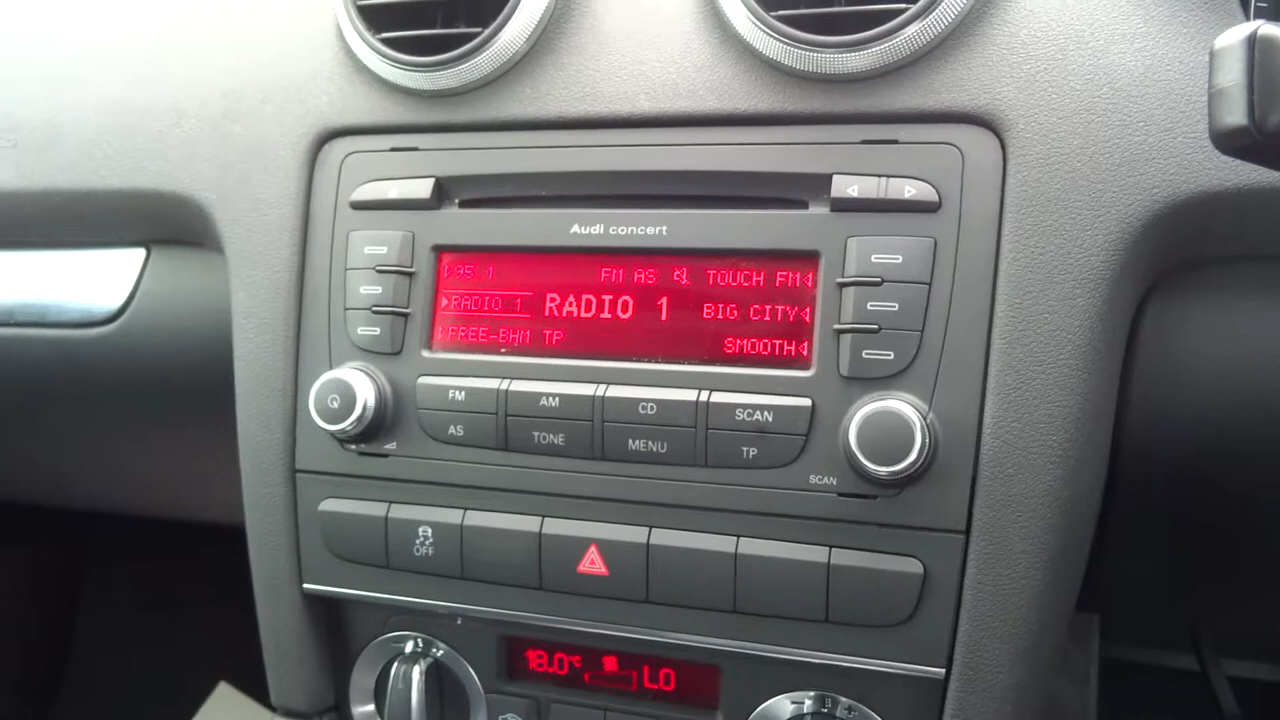 Audi concert
95 1 FM AS TOUCH FM
RADIO 1 RADIO 1 BIG CITY
FREE-BHM TP SMOOTH
FM AM CD SCAN
AS TONE MENU TP
SCAN
OFF
18.0°C LO